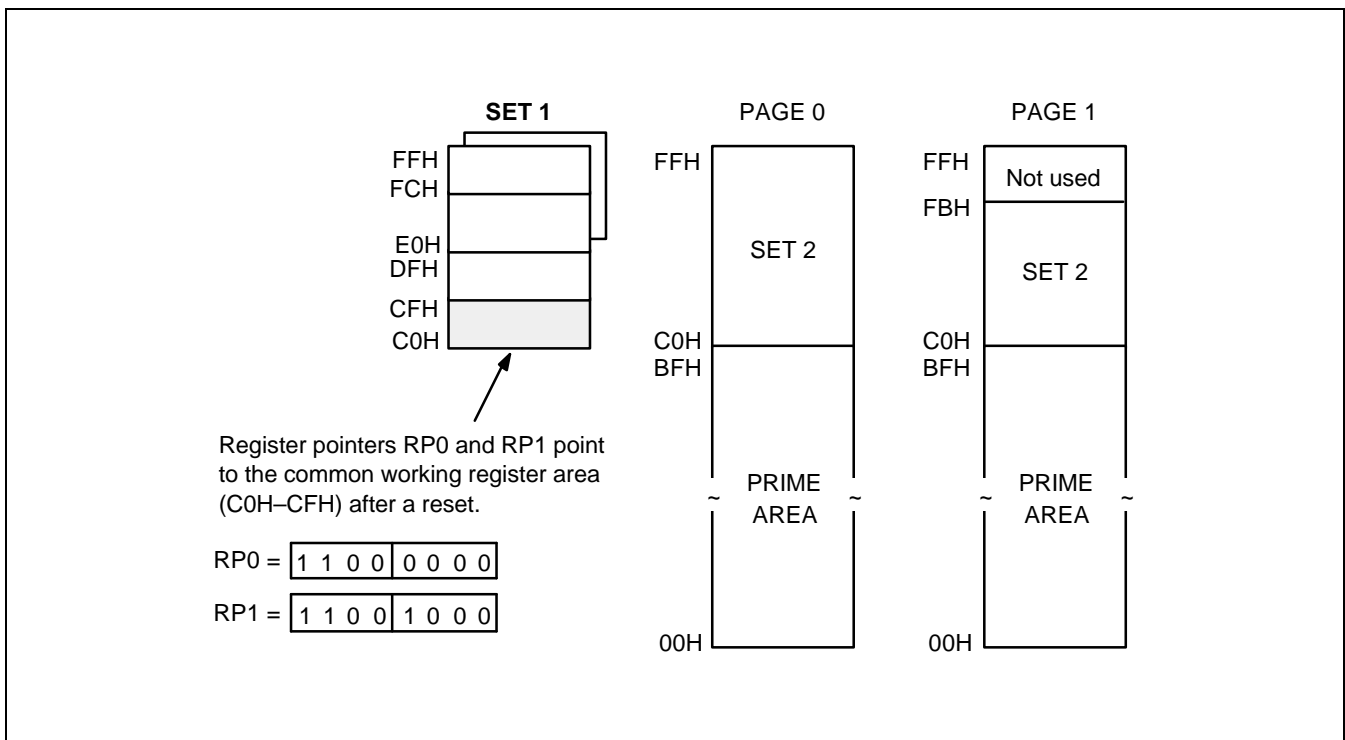 SET 1
FFH
FCH
E0H
DFH
CFH
C0H
Register pointers RP0 and RP1 point
to the common working register area
(C0H–CFH) after a reset.
RP0 = 1 1 0 0 0 0 0 0
RP1 = 1 1 0 0 1 0 0 0
PAGE 0
FFH
SET 2
C0H
BFH
~ PRIME ~
AREA
00H
PAGE 1
FFH
Not used
FBH
SET 2
C0H
BFH
~ PRIME ~
AREA
00H